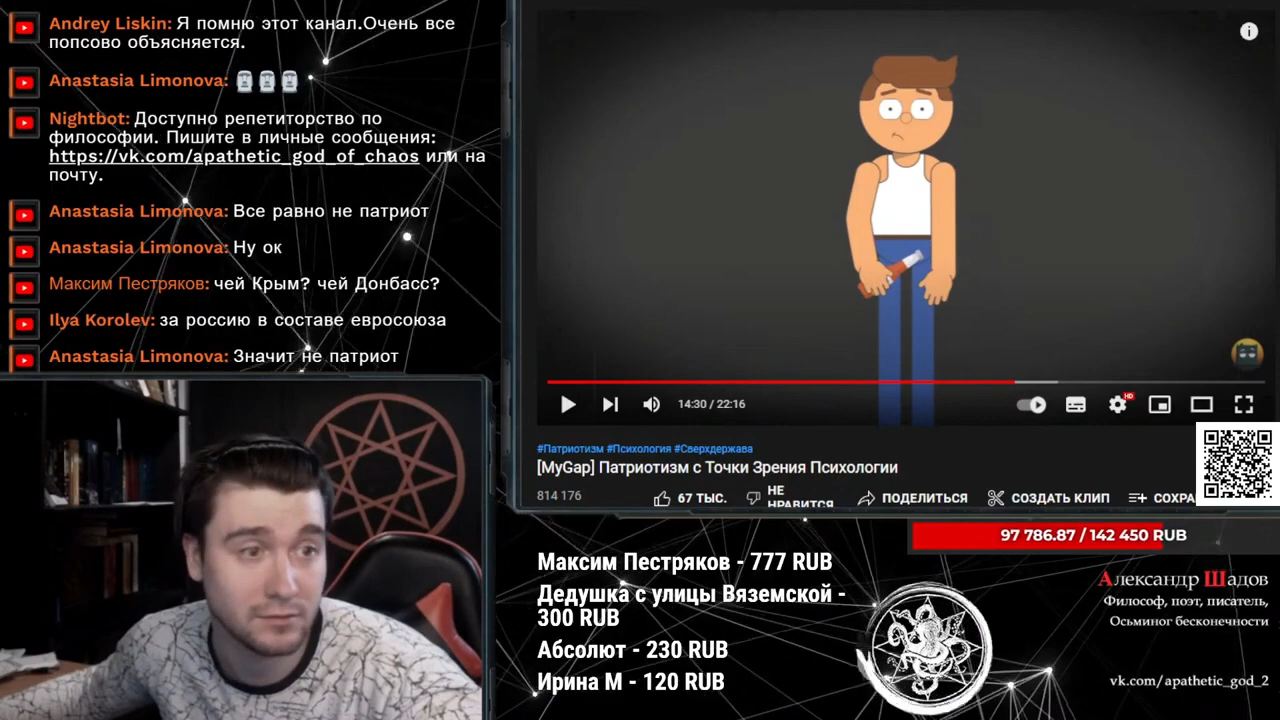 Andrey Liskin: Я помню этот канал.Очень все
попсово объясняется.
Anastasia Limonova: 🗿🗿🗿
Nightbot: Доступно репетиторство по
философии. Пишите в личные сообщения:
https://vk.com/apathetic_god_of_chaos или на
почту.
Anastasia Limonova: Все равно не патриот
Anastasia Limonova: Ну ок
Максим Пестряков: чей Крым? чей Донбасс?
Ilya Korolev: за россию в составе евросоюза
Anastasia Limonova: Значит не патриот
14:30 / 22:16
HD
#Патриотизм #Психология #Сверхдержава
[MyGap] Патриотизм с Точки Зрения Психологии
814 176
67 ТЫС.
НЕ
НРАВИТСЯ
ПОДЕЛИТЬСЯ
СОЗДАТЬ КЛИП
СОХРА
97 786.87 / 142 450 RUB
Максим Пестряков - 777 RUB
Дедушка с улицы Вяземской -
300 RUB
Абсолют - 230 RUB
Ирина М - 120 RUB
Александр Шадов
Философ, поэт, писатель,
Осьминог бесконечности
vk.com/apathetic_god_2